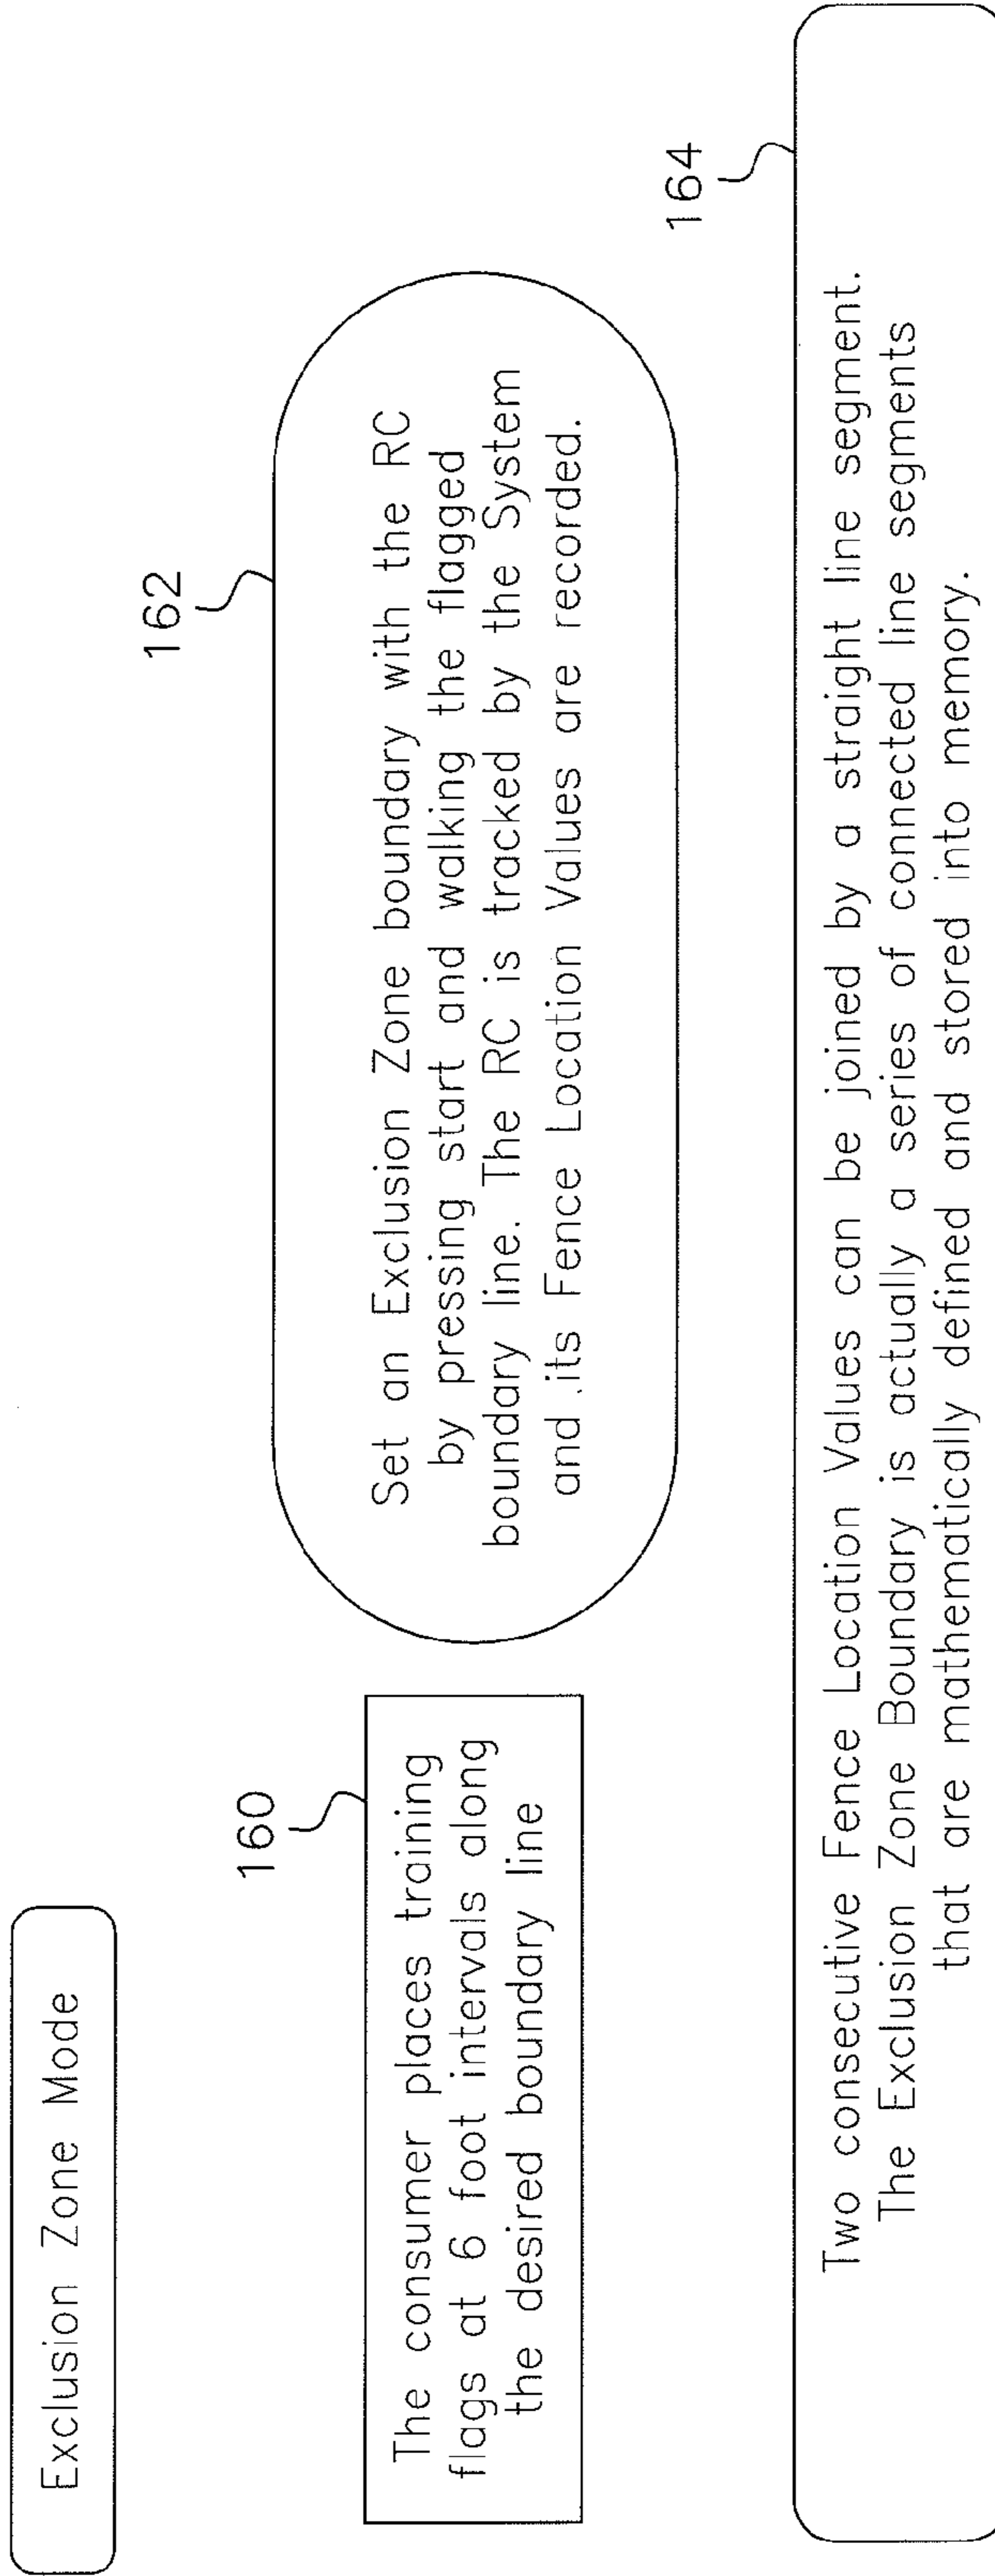 Exclusion Zone Mode
160
The consumer places training
flags at 6 foot intervals along
the desired boundary line
162
Set an Exclusion Zone boundary with the RC
by pressing start and walking the flagged
boundary line. The RC is tracked by the System
and its Fence Location Values are recorded.
164
Two consecutive Fence Location Values can be joined by a straight line segment.
The Exclusion Zone Boundary is actually a series of connected line segments
that are mathematically defined and stored into memory.